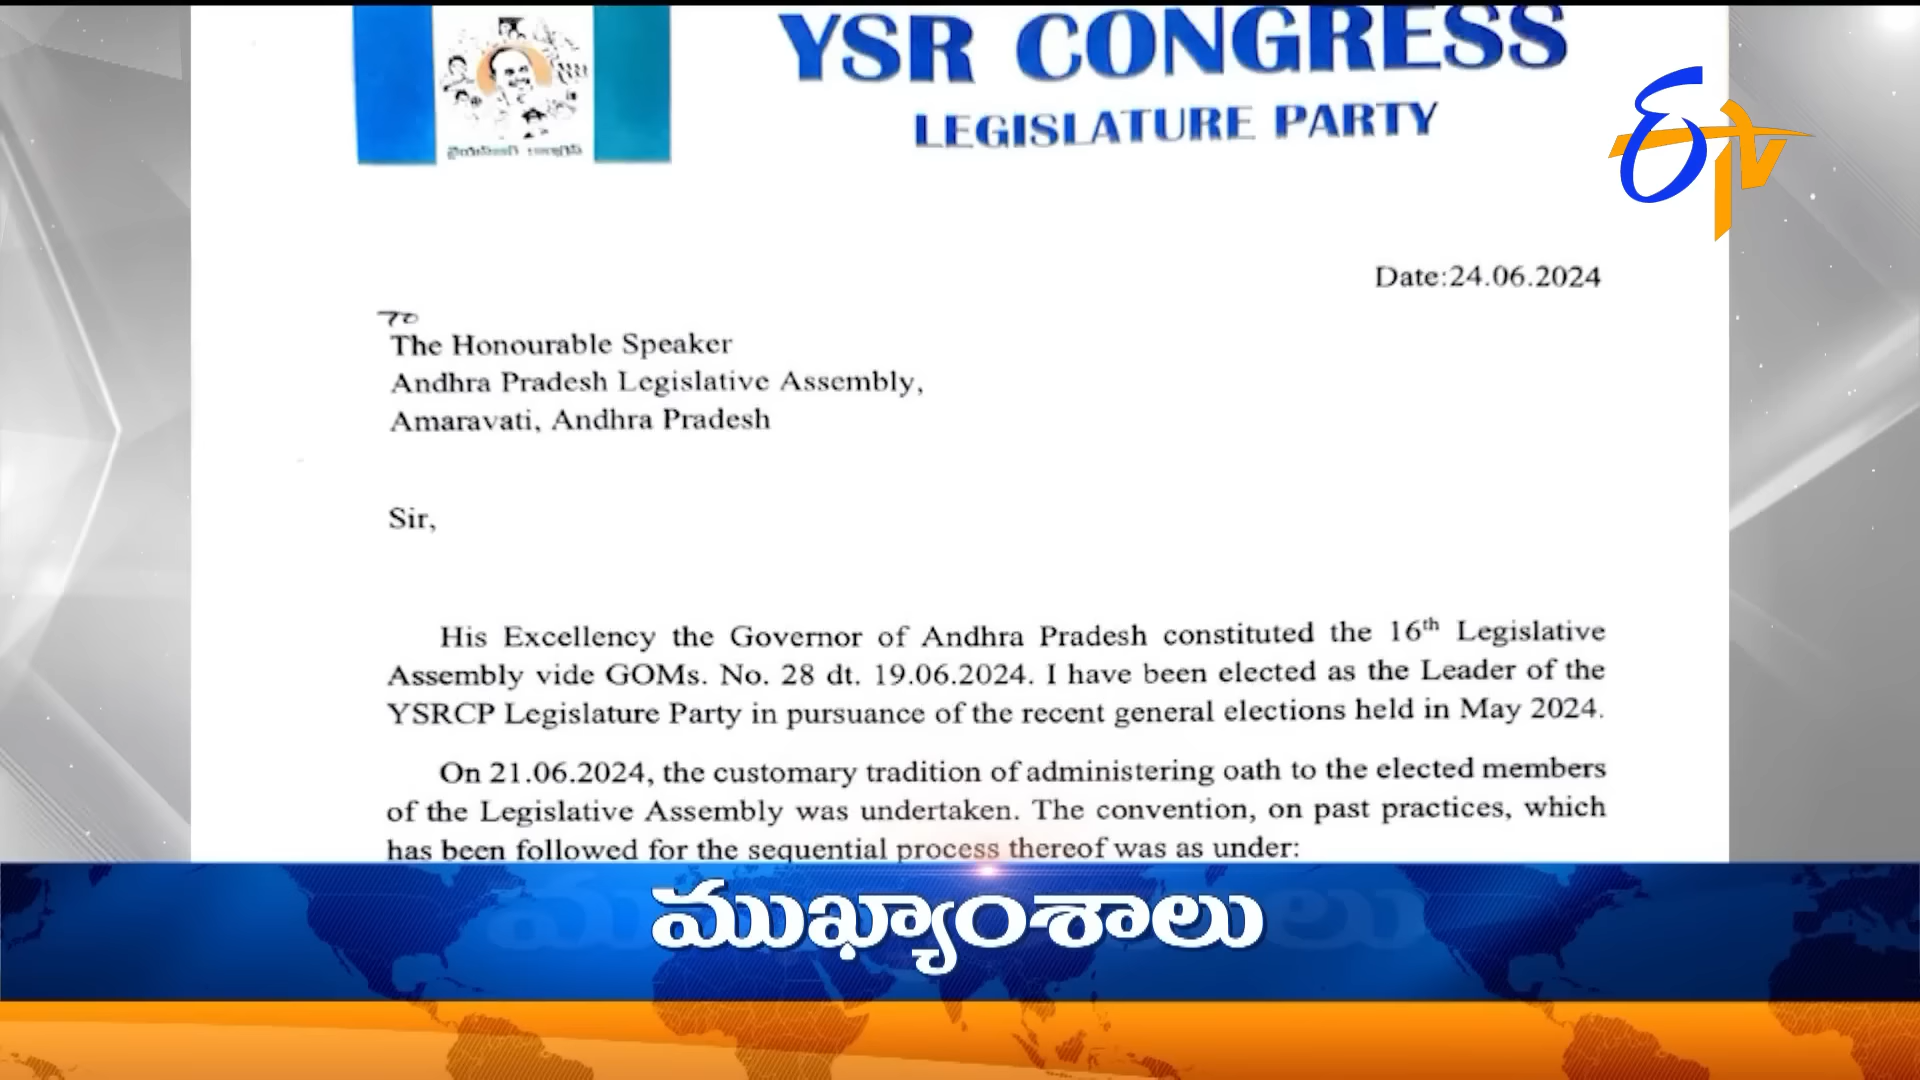 YSR CONGRESS
LEGISLATURE PARTY
ETV
Date:24.06.2024
To
The Honourable Speaker
Andhra Pradesh Legislative Assembly,
Amaravati, Andhra Pradesh
Sir,
His Excellency the Governor of Andhra Pradesh constituted the 16th Legislative
Assembly vide GOMs. No. 28 dt. 19.06.2024. I have been elected as the Leader of the
YSRCP Legislature Party in pursuance of the recent general elections held in May 2024.
On 21.06.2024, the customary tradition of administering oath to the elected members
of the Legislative Assembly was undertaken. The convention, on past practices, which
has been followed for the sequential process thereof was as under:
ముఖ్యాంశాలు